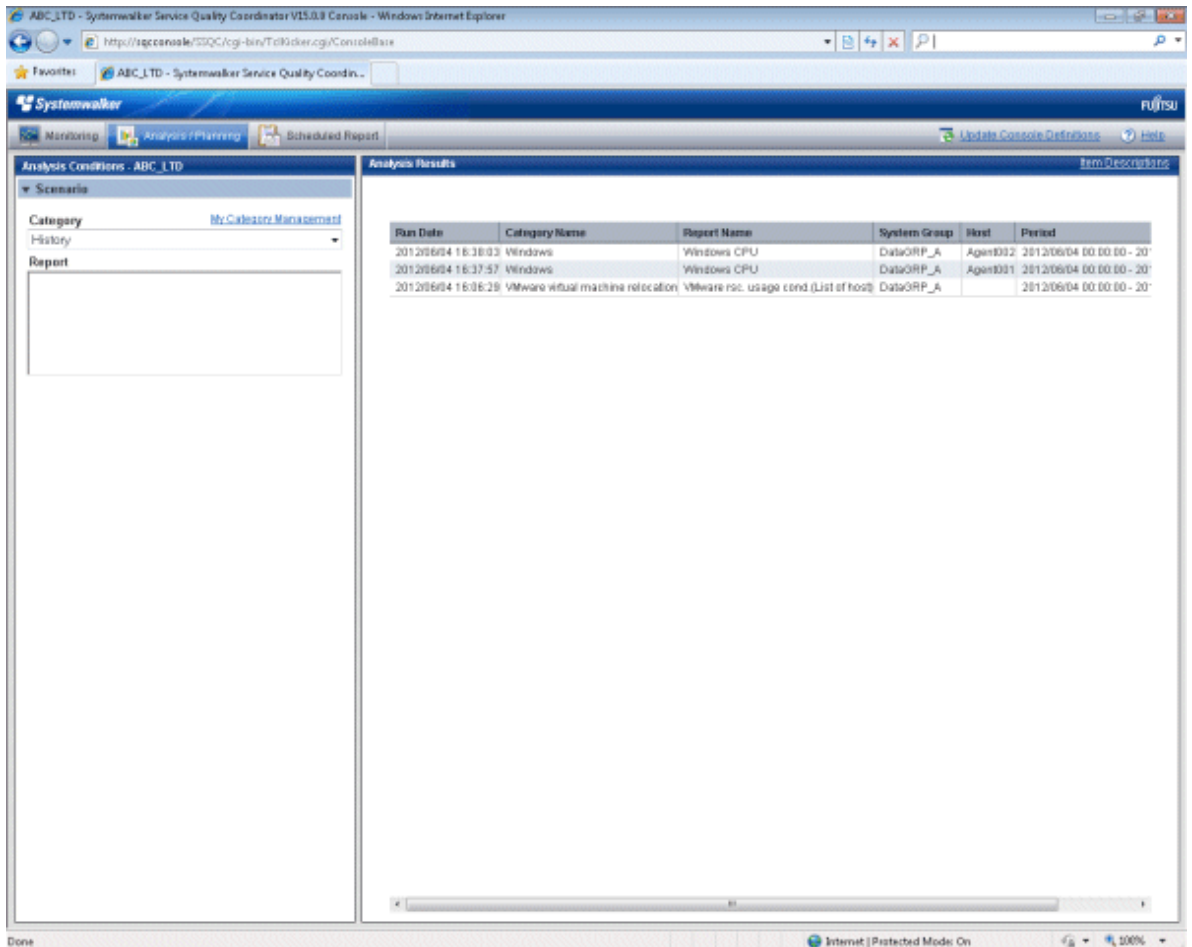 ABC_LTD - Systemwalker Service Quality Coordinator V15.0.0 Console - Windows Internet Explorer
http://sqcconsole/SSQC/cgi-bin/TclKicker.cgi/ConsoleBase
Favorites ABC_LTD - Systemwalker Service Quality Coordin...
Systemwalker FUJITSU
Monitoring Analysis / Planning Scheduled Report Update Console Definitions Help
Analysis Conditions - ABC_LTD
Scenario
Category My Category Management
History
Report
Analysis Results Item Descriptions
Run Date Category Name Report Name System Group Host Period
2012/06/04 16:38:03 Windows Windows CPU DataGRP_A Agent002 2012/06/04 00:00:00 - 20
2012/06/04 16:37:57 Windows Windows CPU DataGRP_A Agent001 2012/06/04 00:00:00 - 20
2012/06/04 16:06:29 VMware virtual machine relocation VMware rsc. usage cond.(List of host) DataGRP_A 2012/06/04 00:00:00 - 20
Done Internet | Protected Mode: On 100%